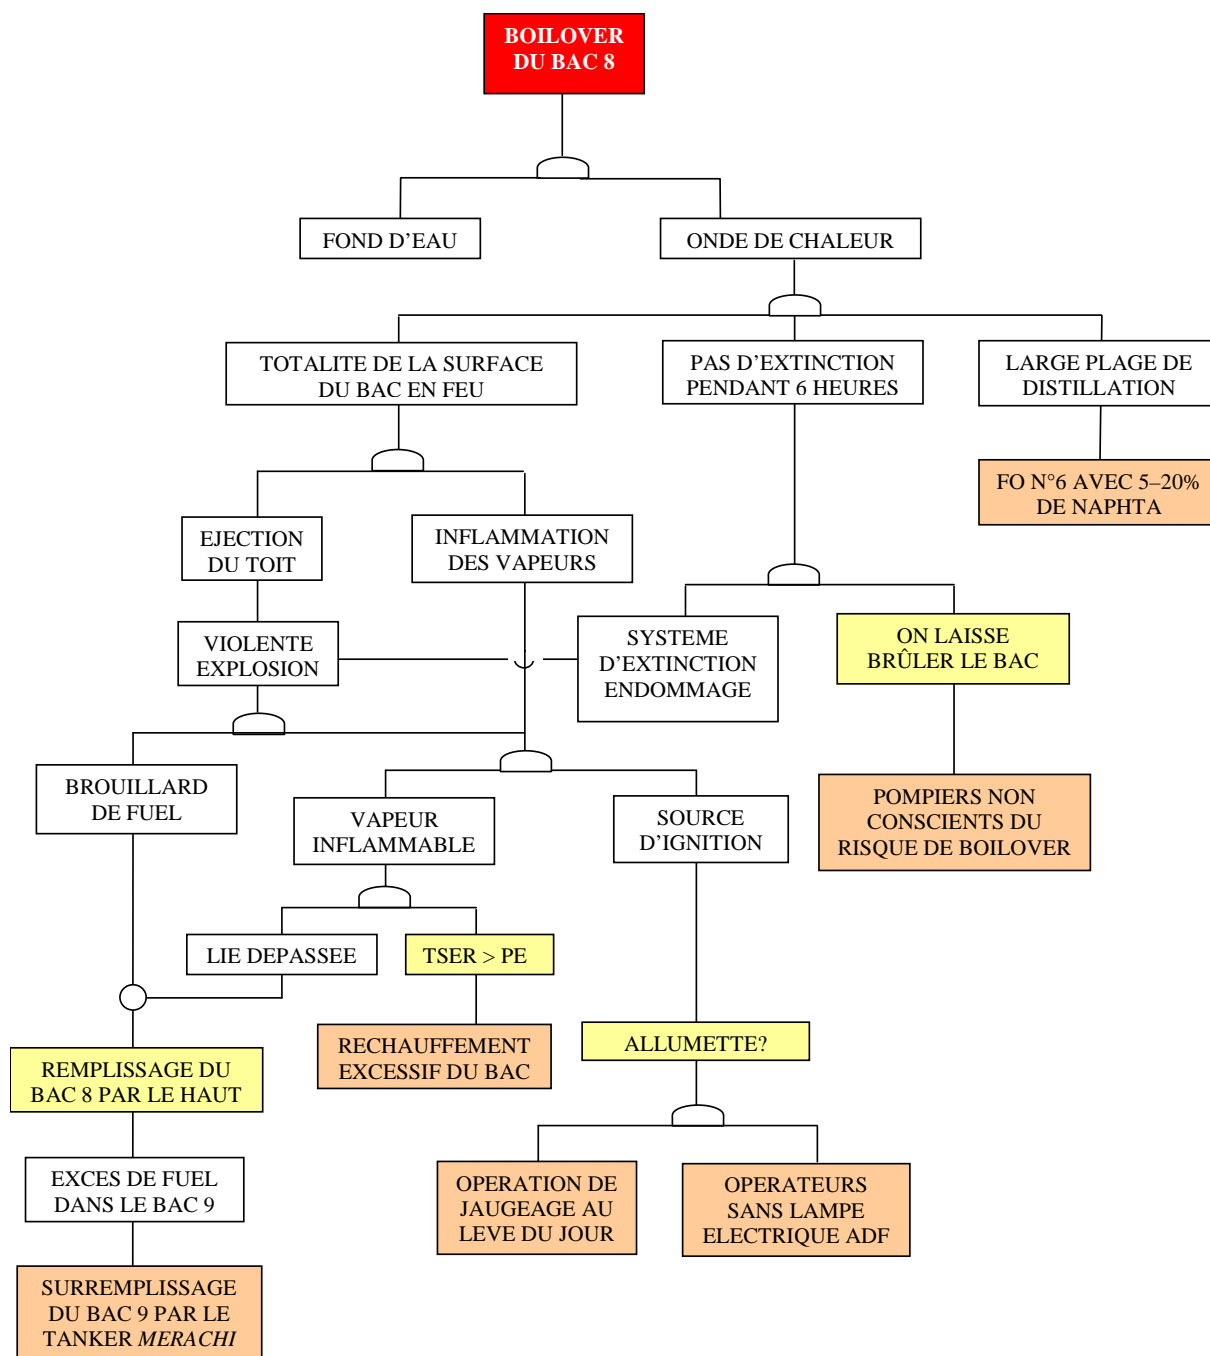 BOILOVER
DU BAC 8
FOND D'EAU
ONDE DE CHALEUR
TOTALITE DE LA SURFACE
DU BAC EN FEU
PAS D'EXTINCTION
PENDANT 6 HEURES
LARGE PLAGE DE
DISTILLATION
FO N°6 AVEC 5–20%
DE NAPHTA
EJECTION
DU TOIT
INFLAMMATION
DES VAPEURS
VIOLENTE
EXPLOSION
SYSTEME
D'EXTINCTION
ENDOMMAGE
ON LAISSE
BRÛLER LE BAC
BROUILLARD
DE FUEL
VAPEUR
INFLAMMABLE
SOURCE
D'IGNITION
POMPIERS NON
CONSCIENTS DU
RISQUE DE BOILOVER
LIE DEPASSEE
TSER > PE
REMPLISSAGE DU
BAC 8 PAR LE HAUT
RECHAUFFEMENT
EXCESSIF DU BAC
ALLUMETTE?
EXCES DE FUEL
DANS LE BAC 9
OPERATION DE
JAUGEAGE AU
LEVE DU JOUR
OPERATEURS
SANS LAMPE
ELECTRIQUE ADF
SURREMPLISSAGE
DU BAC 9 PAR LE
TANKER MERACHI